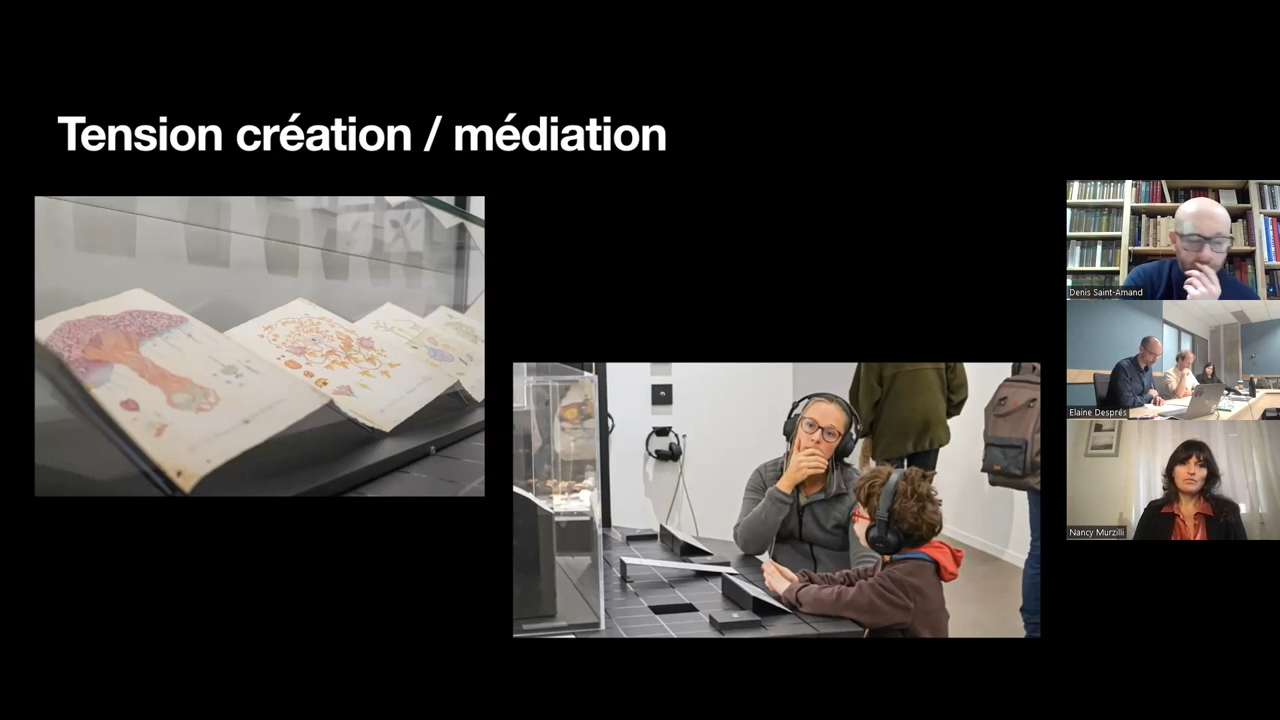 Tension création / médiation
Denis Saint-Amand
Elaine Després
Nancy Murzilli